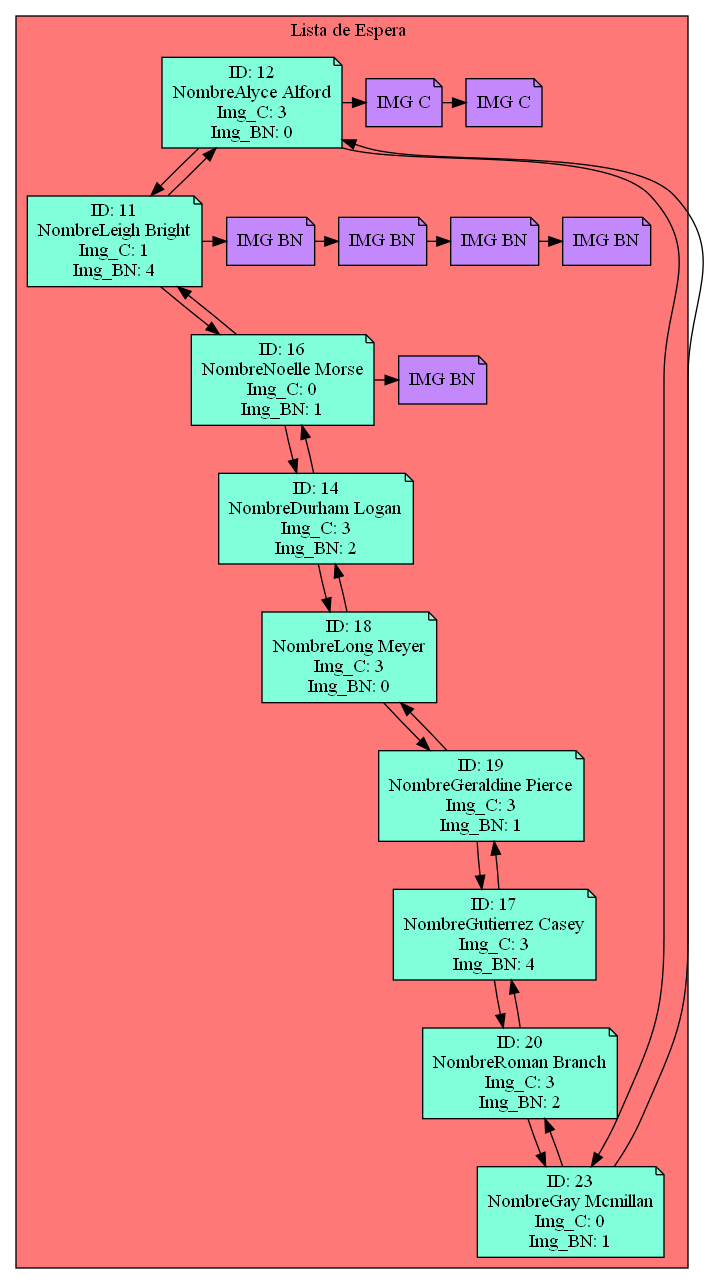 Lista de Espera
ID: 12
NombreAlyce Alford
Img_C: 3
Img_BN: 0
IMG C
IMG C
ID: 11
NombreLeigh Bright
Img_C: 1
Img_BN: 4
IMG BN
IMG BN
IMG BN
IMG BN
ID: 16
NombreNoelle Morse
Img_C: 0
Img_BN: 1
IMG BN
ID: 14
NombreDurham Logan
Img_C: 3
Img_BN: 2
ID: 18
NombreLong Meyer
Img_C: 3
Img_BN: 0
ID: 19
NombreGeraldine Pierce
Img_C: 3
Img_BN: 1
ID: 17
NombreGutierrez Casey
Img_C: 3
Img_BN: 4
ID: 20
NombreRoman Branch
Img_C: 3
Img_BN: 2
ID: 23
NombreGay Mcmillan
Img_C: 0
Img_BN: 1